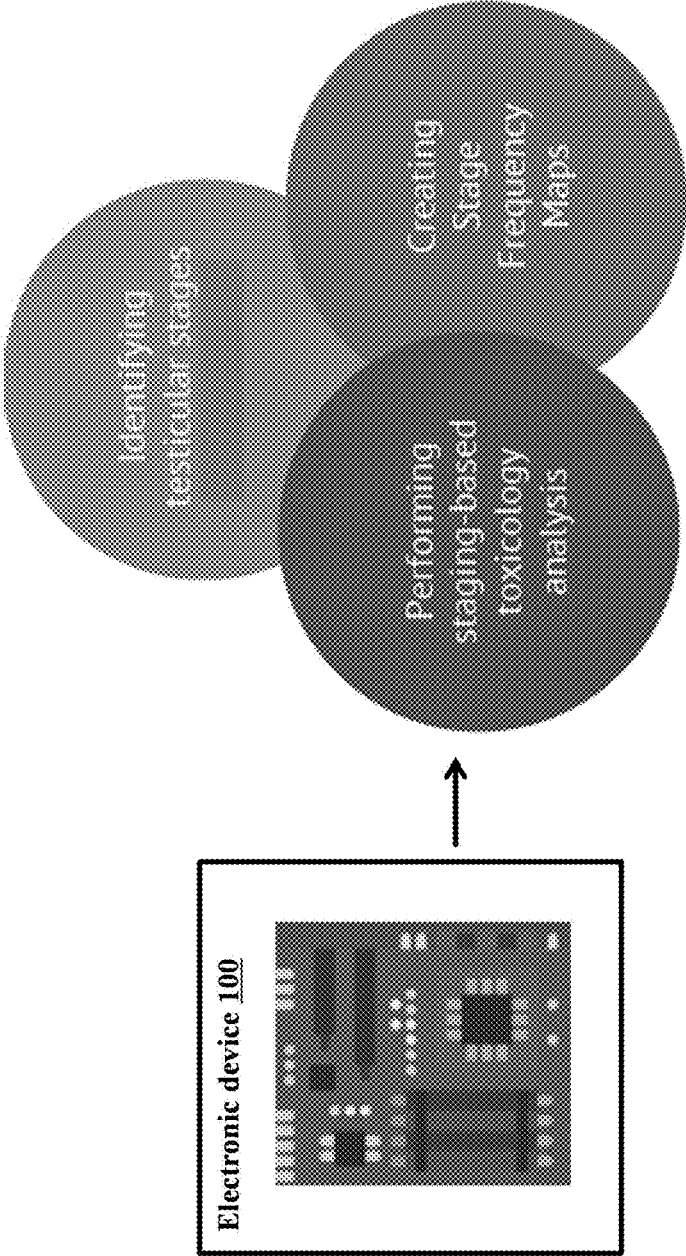 Electronic device 100
Identifying
testicular stages
Performing
staging-based
toxicology
analysis
Creating
Stage
Frequency
Maps